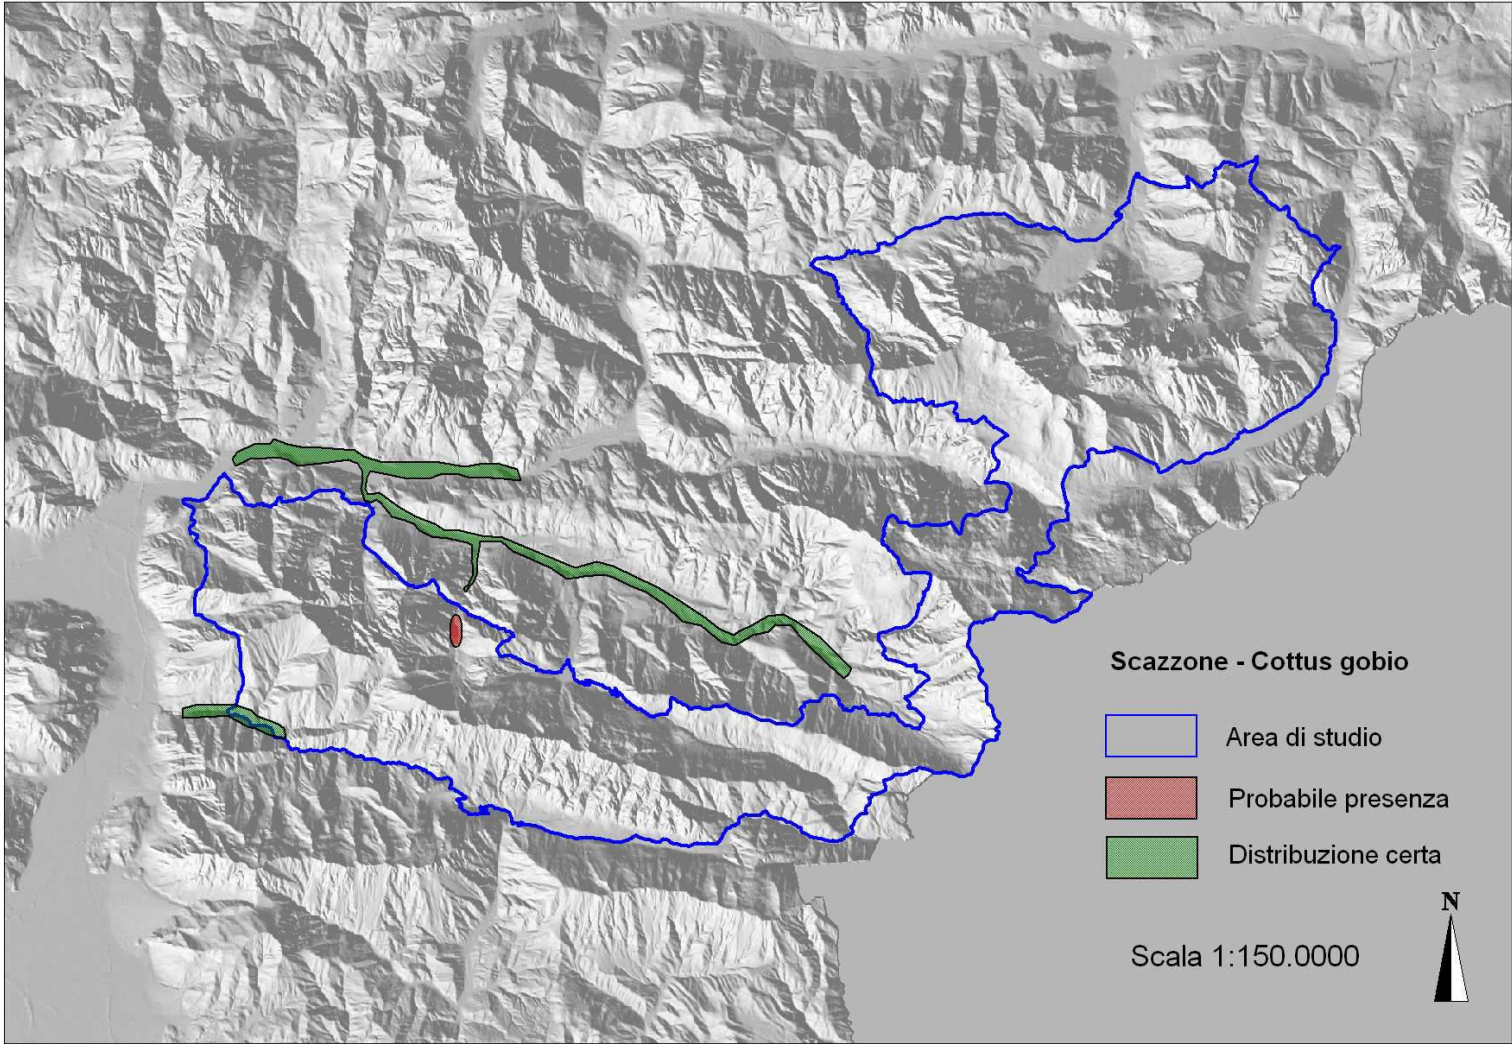 Scazzone - Cottus gobio
Area di studio
Probabile presenza
Distribuzione certa
N
Scala 1:150.0000